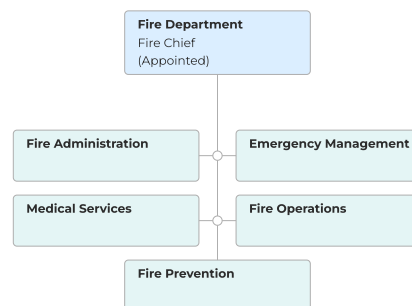 Fire Department
Fire Chief
(Appointed)
Fire Administration
Emergency Management
Medical Services
Fire Operations
Fire Prevention